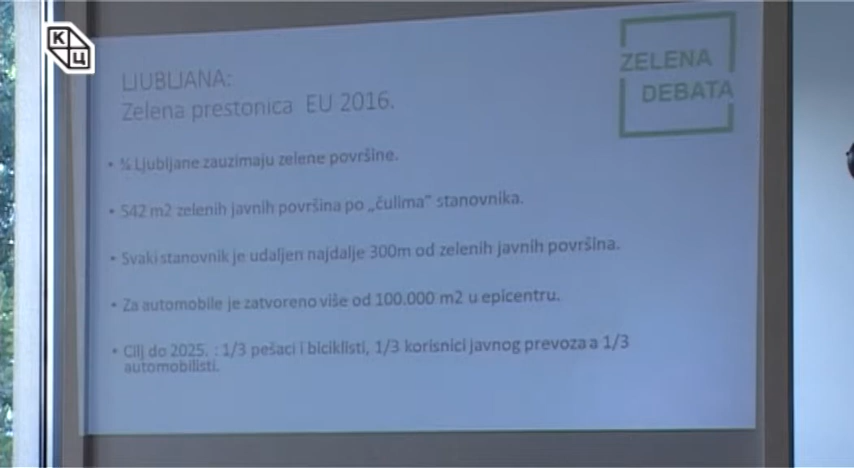 КЦ
ZELENA
DEBATA
LJUBLJANA:
Zelena prestonica EU 2016.
• ¾ Ljubljane zauzimaju zelene površine.
• 542 m2 zelenih javnih površina po „čulima" stanovnika.
• Svaki stanovnik je udaljen najdalje 300m od zelenih javnih površina.
• Za automobile je zatvoreno više od 100.000 m2 u epicentru.
• Cilj do 2025. : 1/3 pešaci i biciklisti, 1/3 korisnici javnog prevoza a 1/3
automobilisti.